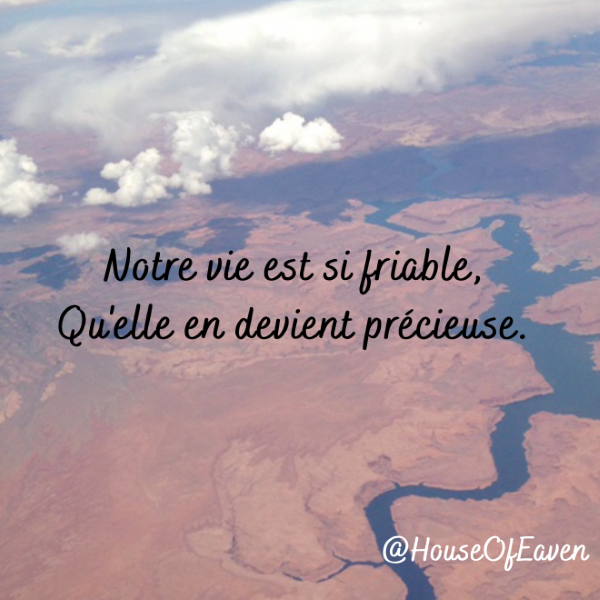 Notre vie est si friable,
Qu'elle en devient précieuse.
@HouseOfEaven